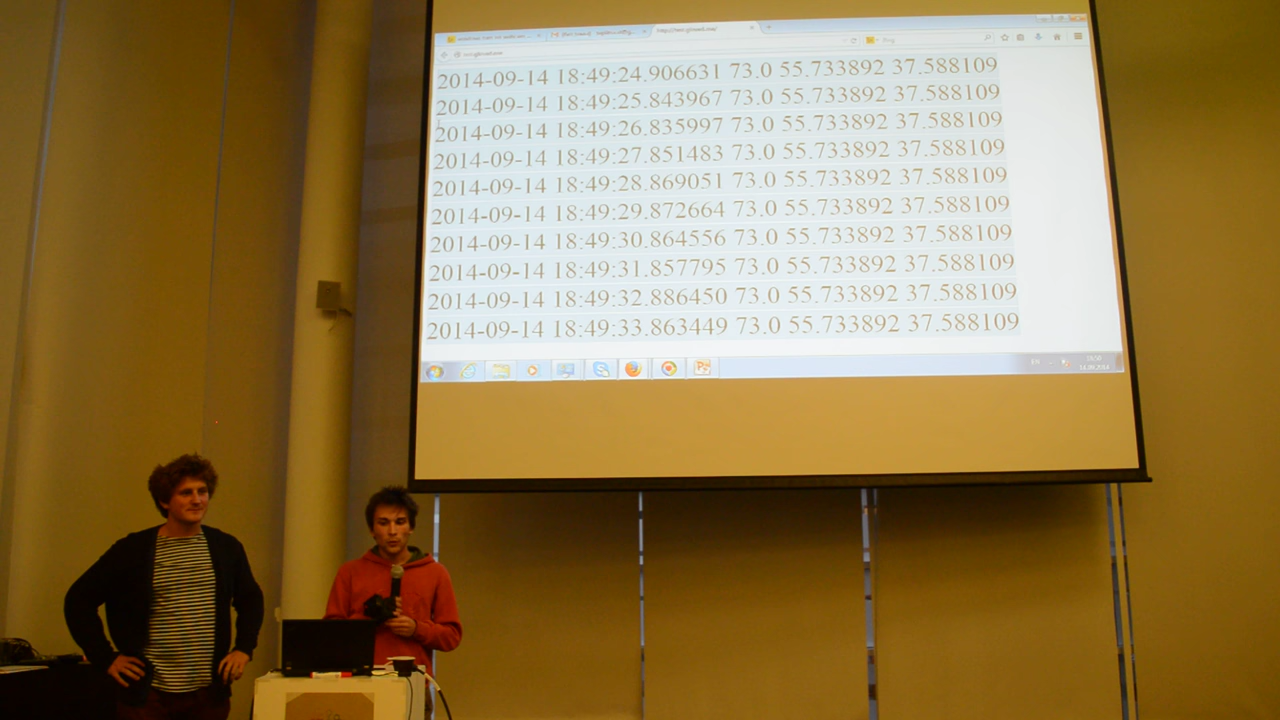 2014-09-14 18:49:24.906631 73.0 55.733892 37.588109
2014-09-14 18:49:25.843967 73.0 55.733892 37.588109
2014-09-14 18:49:26.835997 73.0 55.733892 37.588109
2014-09-14 18:49:27.851483 73.0 55.733892 37.588109
2014-09-14 18:49:28.869051 73.0 55.733892 37.588109
2014-09-14 18:49:29.872664 73.0 55.733892 37.588109
2014-09-14 18:49:30.864556 73.0 55.733892 37.588109
2014-09-14 18:49:31.857795 73.0 55.733892 37.588109
2014-09-14 18:49:32.886450 73.0 55.733892 37.588109
2014-09-14 18:49:33.863449 73.0 55.733892 37.588109
EN
14.09.2014